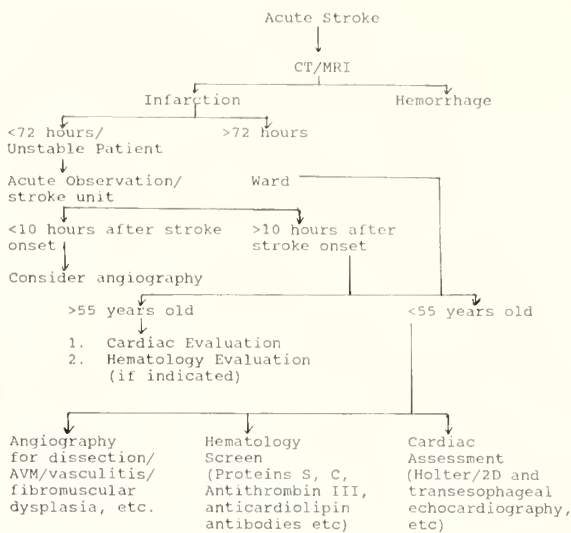 Acute Stroke
CT/MRI
Infarction Hemorrhage
<72 hours/ >72 hours
Unstable Patient
Acute Observation/ Ward
stroke unit
<10 hours after stroke >10 hours after
onset stroke onset
Consider angiography
>55 years old <55 years old
1. Cardiac Evaluation
2. Hematology Evaluation
(if indicated)
Angiography
for dissection/
AVM/vasculitis/
fibromuscular
dysplasia, etc.
Hematology
Screen
(Proteins S, C,
Antithrombin III,
anticardiolipin
antibodies etc)
Cardiac
Assessment
(Holter/2D and
transesophageal
echocardiography,
etc)